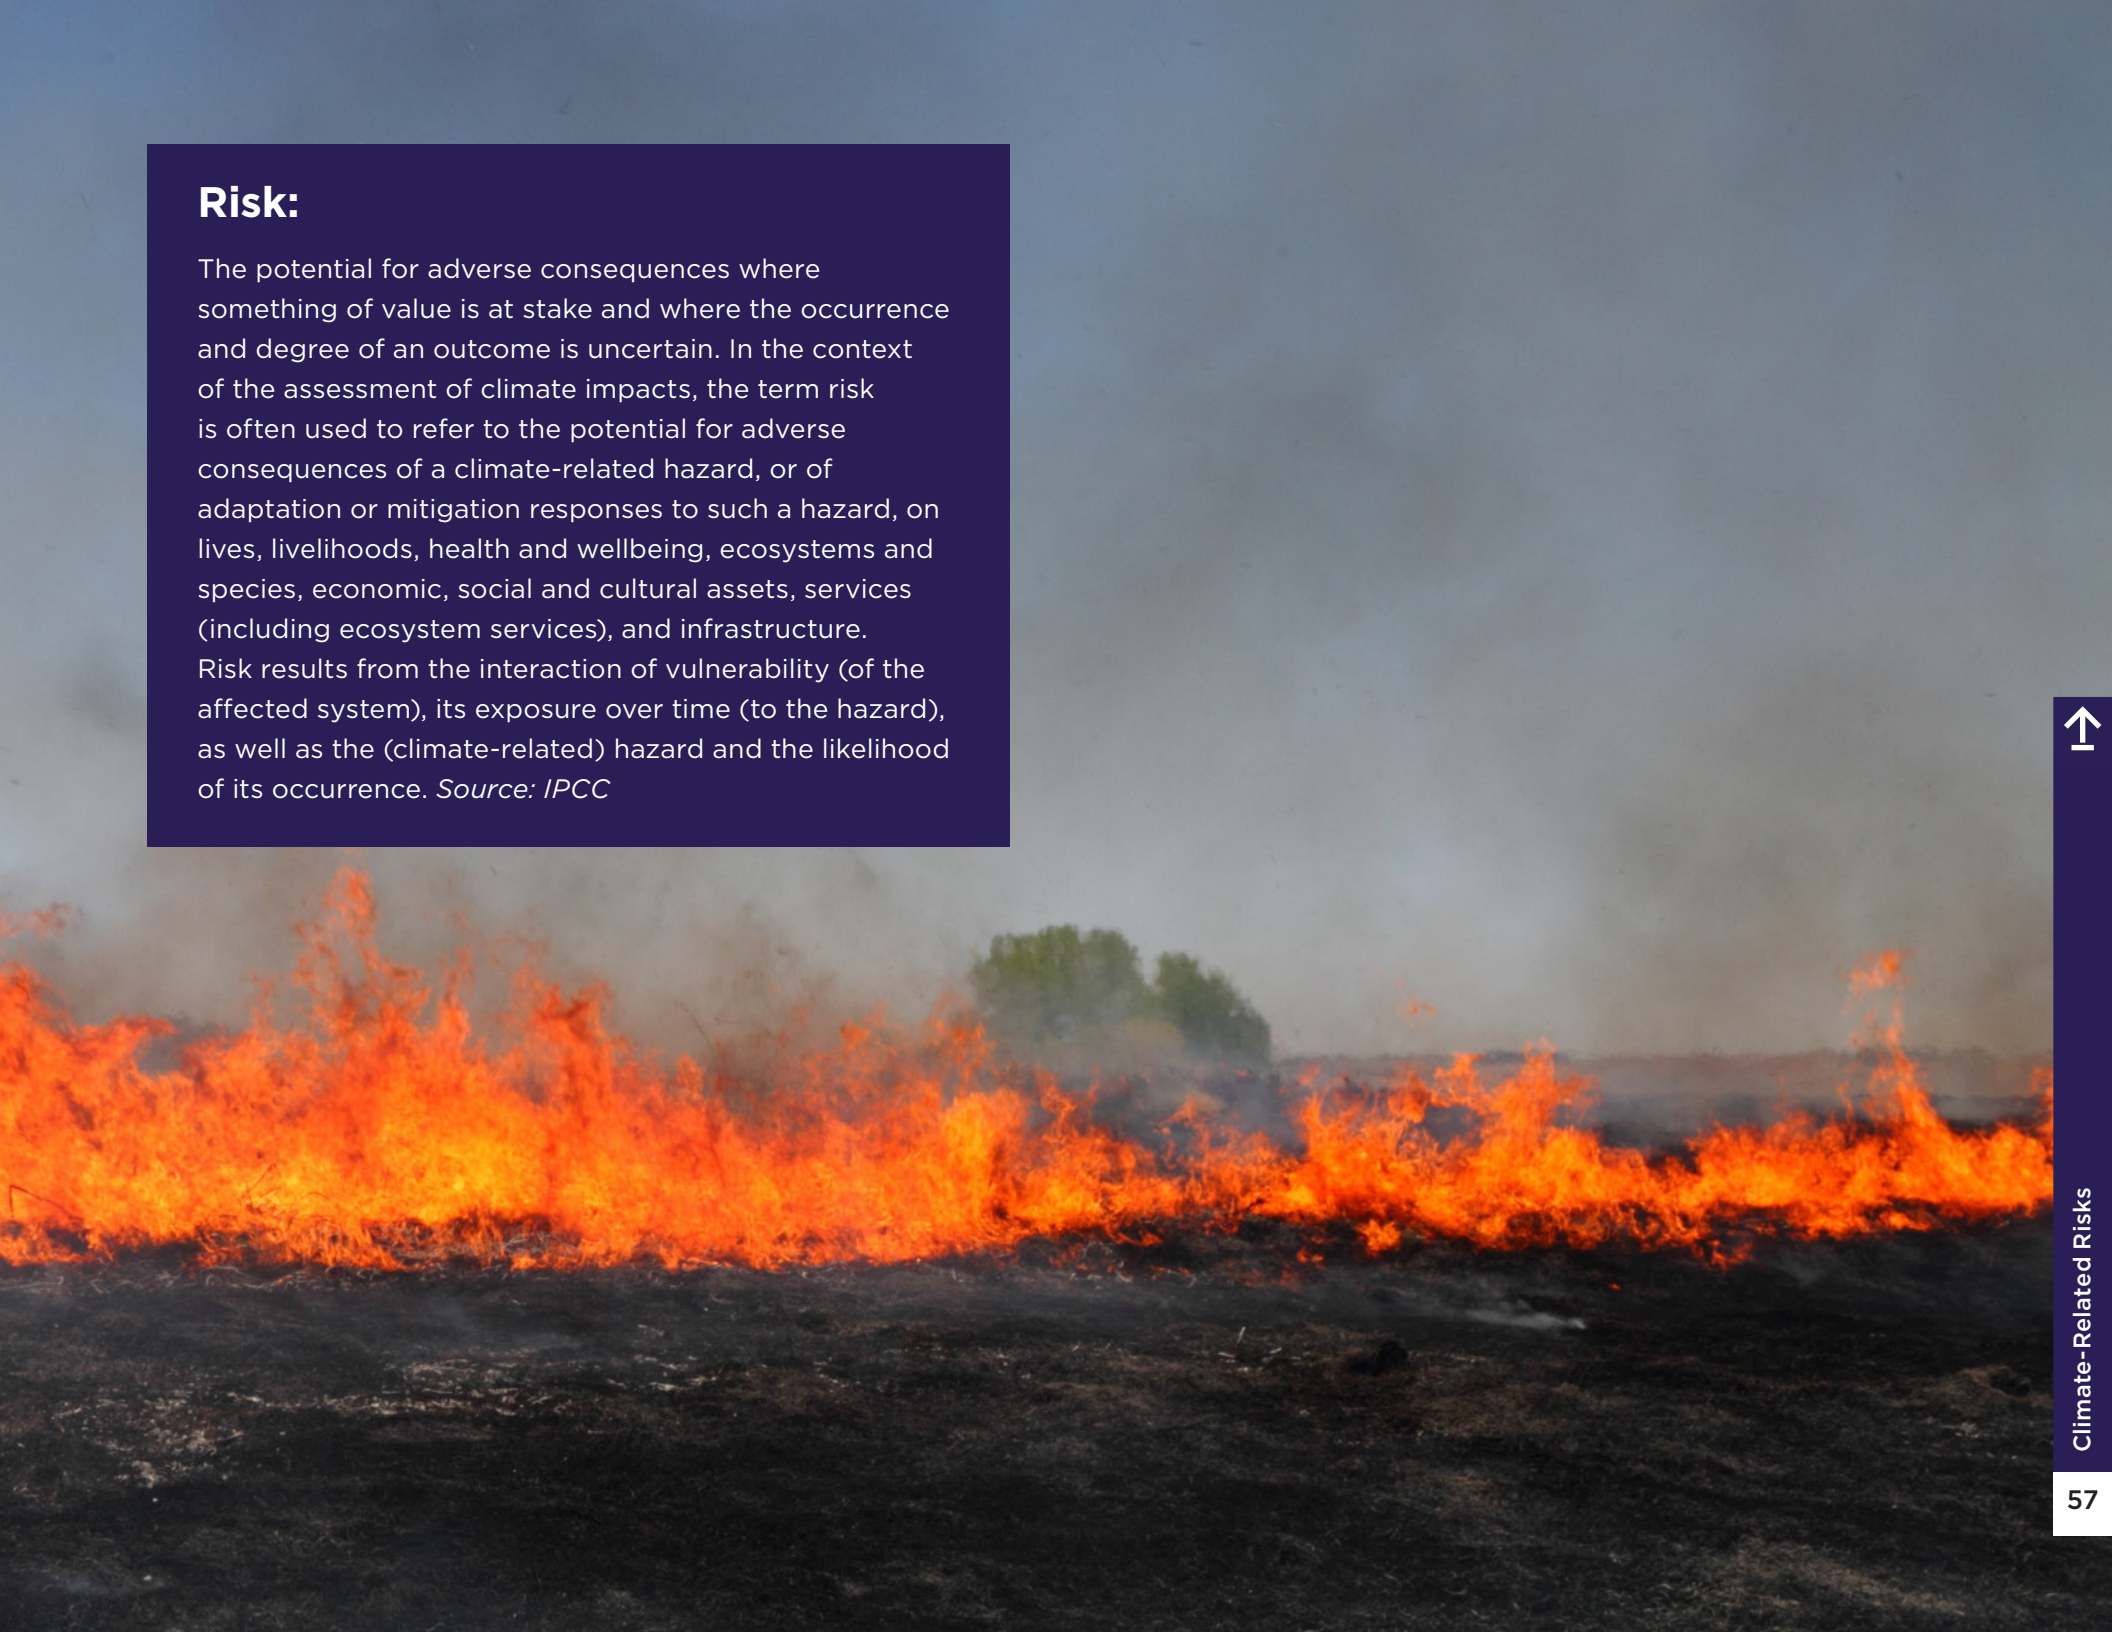 Risk:
The potential for adverse consequences where
something of value is at stake and where the occurrence
and degree of an outcome is uncertain. In the context
of the assessment of climate impacts, the term risk
is often used to refer to the potential for adverse
consequences of a climate-related hazard, or of
adaptation or mitigation responses to such a hazard, on
lives, livelihoods, health and wellbeing, ecosystems and
species, economic, social and cultural assets, services
(including ecosystem services), and infrastructure.
Risk results from the interaction of vulnerability (of the
affected system), its exposure over time (to the hazard),
as well as the (climate-related) hazard and the likelihood
of its occurrence. Source: IPCC
Climate-Related Risks
57